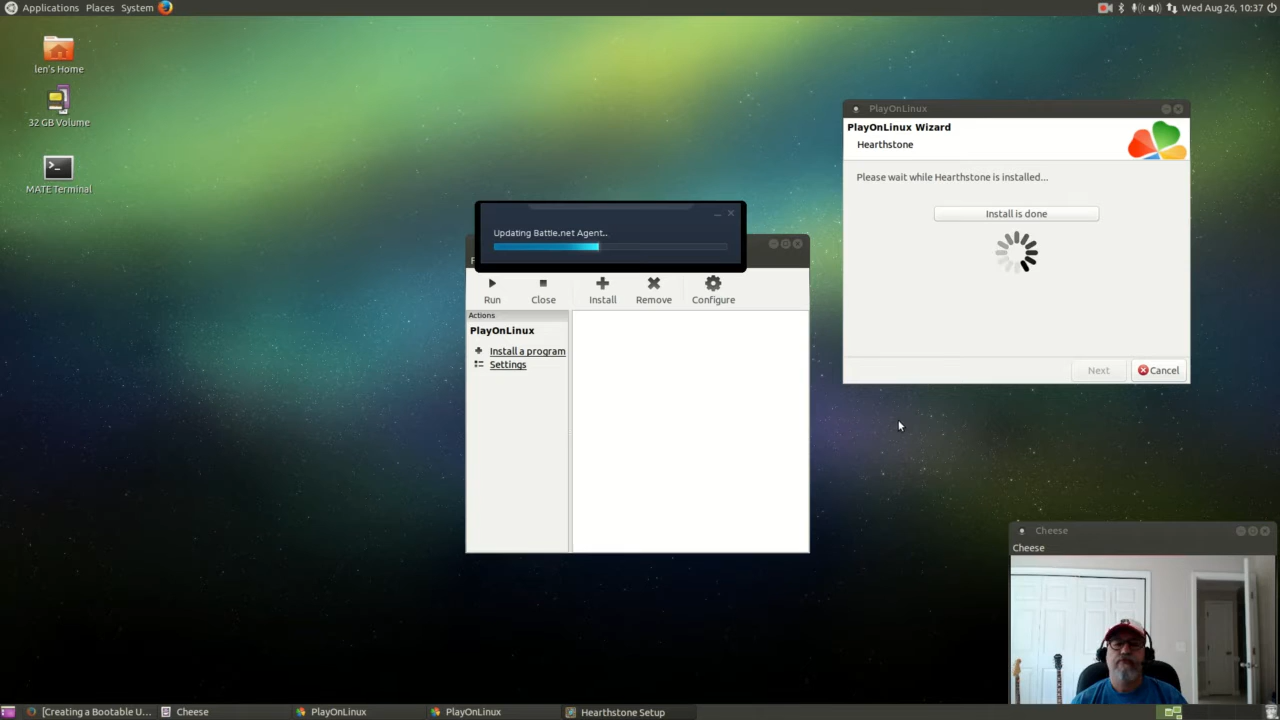 Applications Places System
Wed Aug 26, 10:37
len's Home
32 GB Volume
MATE Terminal
Updating Battle.net Agent..
Run
Close
Install
Remove
Configure
Actions
PlayOnLinux
Install a program
Settings
PlayOnLinux
PlayOnLinux Wizard
Hearthstone
Please wait while Hearthstone is installed...
Install is done
Next
Cancel
Cheese
Cheese
[Creating a Bootable U...
Cheese
PlayOnLinux
PlayOnLinux
Hearthstone Setup